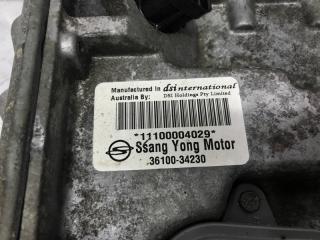 Manufactured in dsi international
Australia By: DSI Holdings Pty Limited
*11100004029*
Ssang Yong Motor
36100-34230